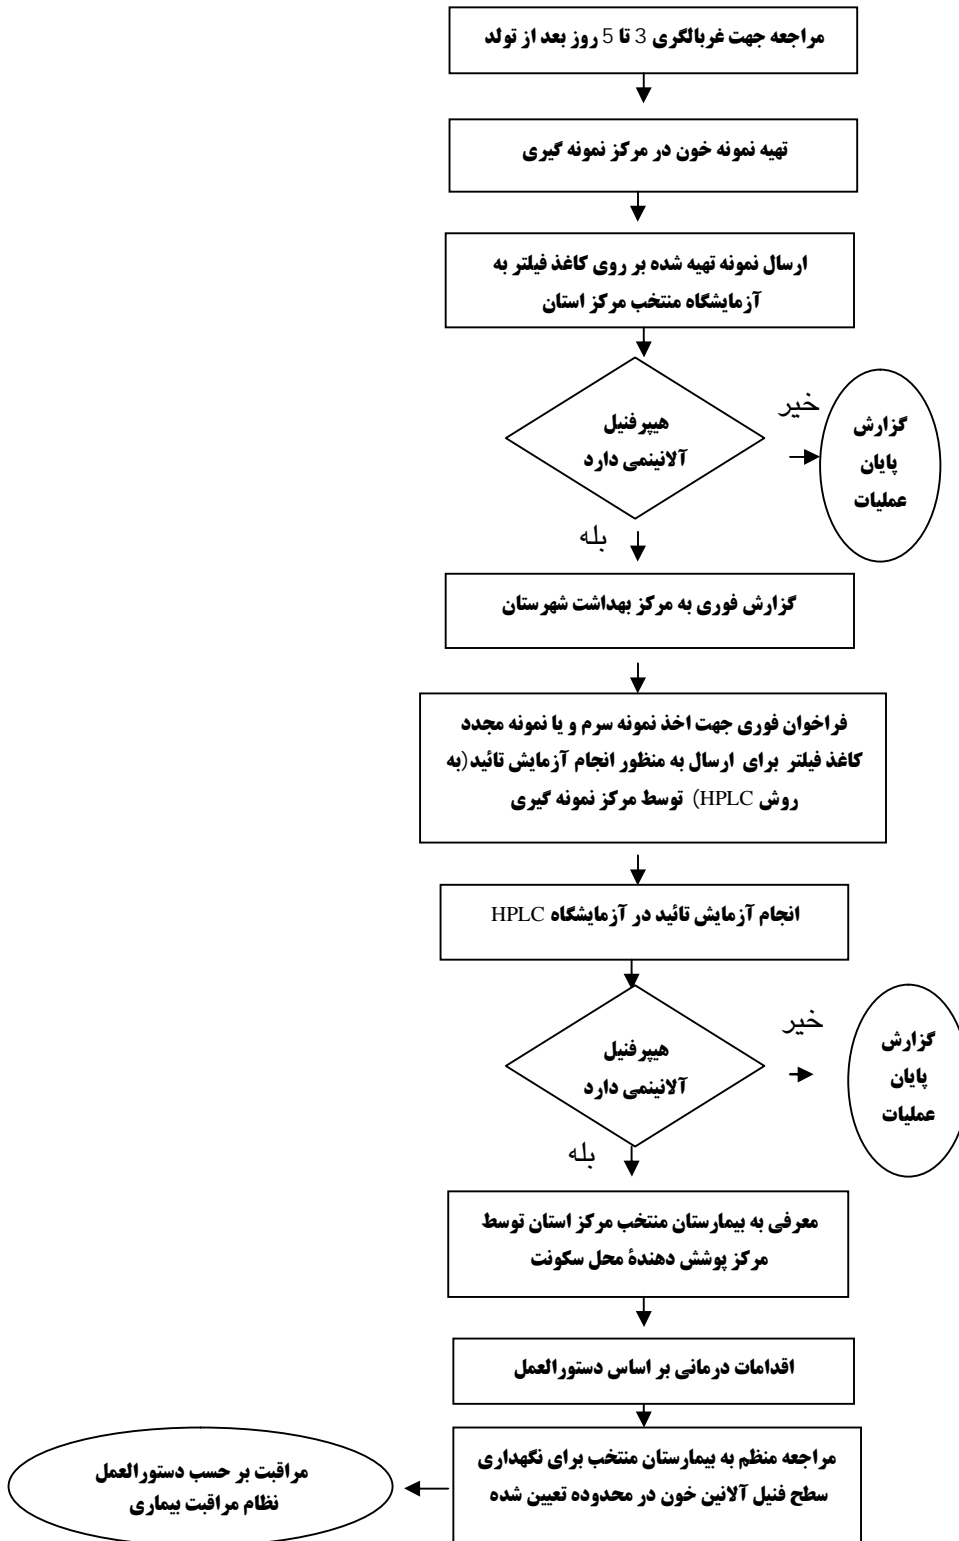 مراجعه جهت غربالگری 3 تا 5 روز بعد از تولد
تهیه نمونه خون در مرکز نمونه گیری
ارسال نمونه تهیه شده بر روی کاغذ فیلتر به
آزمایشگاه منتخب مرکز استان
هیپرفنیل
آلانینمی دارد
خیر
گزارش
پایان
عملیات
بله
گزارش فوری به مرکز بهداشت شهرستان
فراخوان فوری جهت اخذ نمونه سرم و یا نمونه مجدد
کاغذ فیلتر برای ارسال به منظور انجام آزمایش تائید(به
روش HPLC) توسط مرکز نمونه گیری
انجام آزمایش تائید در آزمایشگاه HPLC
هیپرفنیل
آلانینمی دارد
خیر
گزارش
پایان
عملیات
بله
معرفی به بیمارستان منتخب مرکز استان توسط
مرکز پوشش دهندۀ محل سکونت
اقدامات درمانی بر اساس دستورالعمل
مراجعه منظم به بیمارستان منتخب برای نگهداری
سطح فنیل آلانین خون در محدوده تعیین شده
مراقبت بر حسب دستورالعمل
نظام مراقبت بیماری